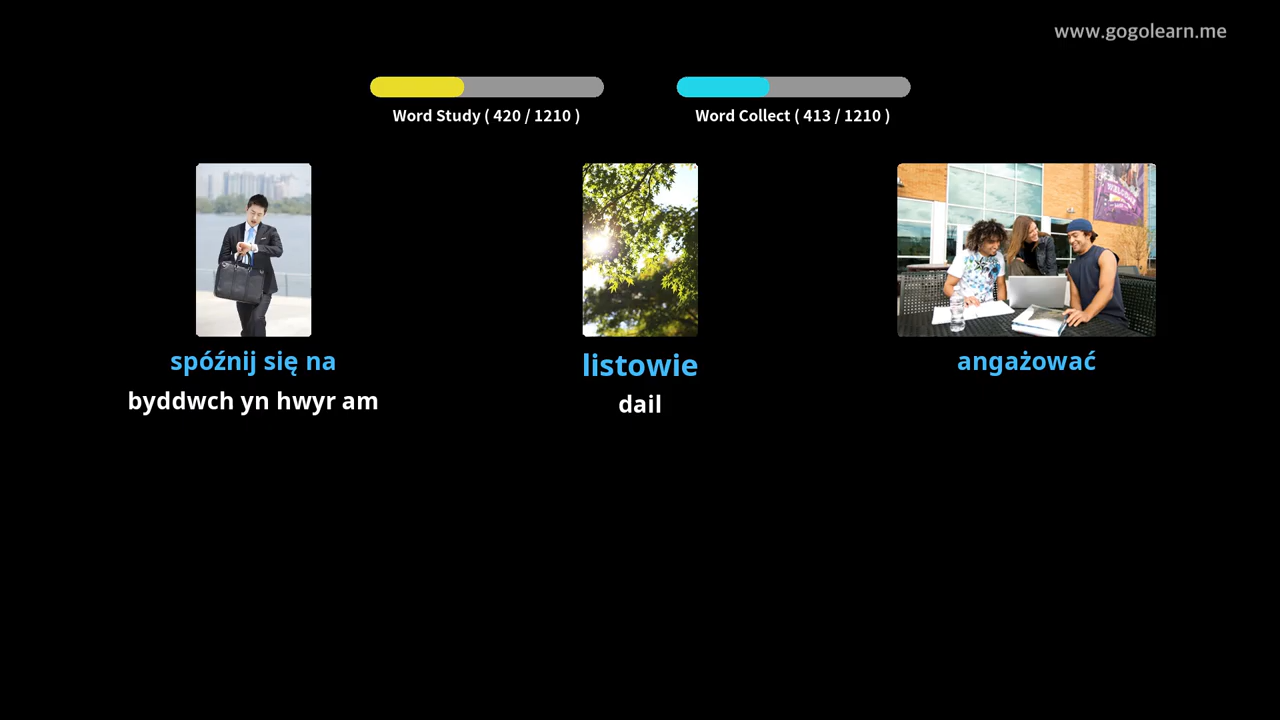 www.gogolearn.me
Word Study ( 420 / 1210 )
Word Collect ( 413 / 1210 )
spóźnij się na
byddwch yn hwyr am
listowie
dail
angażować